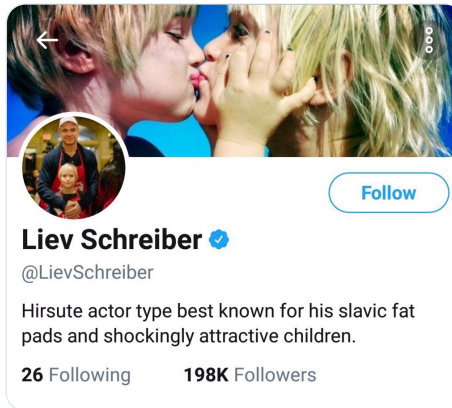 Follow
Liev Schreiber
@LievSchreiber
Hirsute actor type best known for his slavic fat
pads and shockingly attractive children.
26 Following 198K Followers